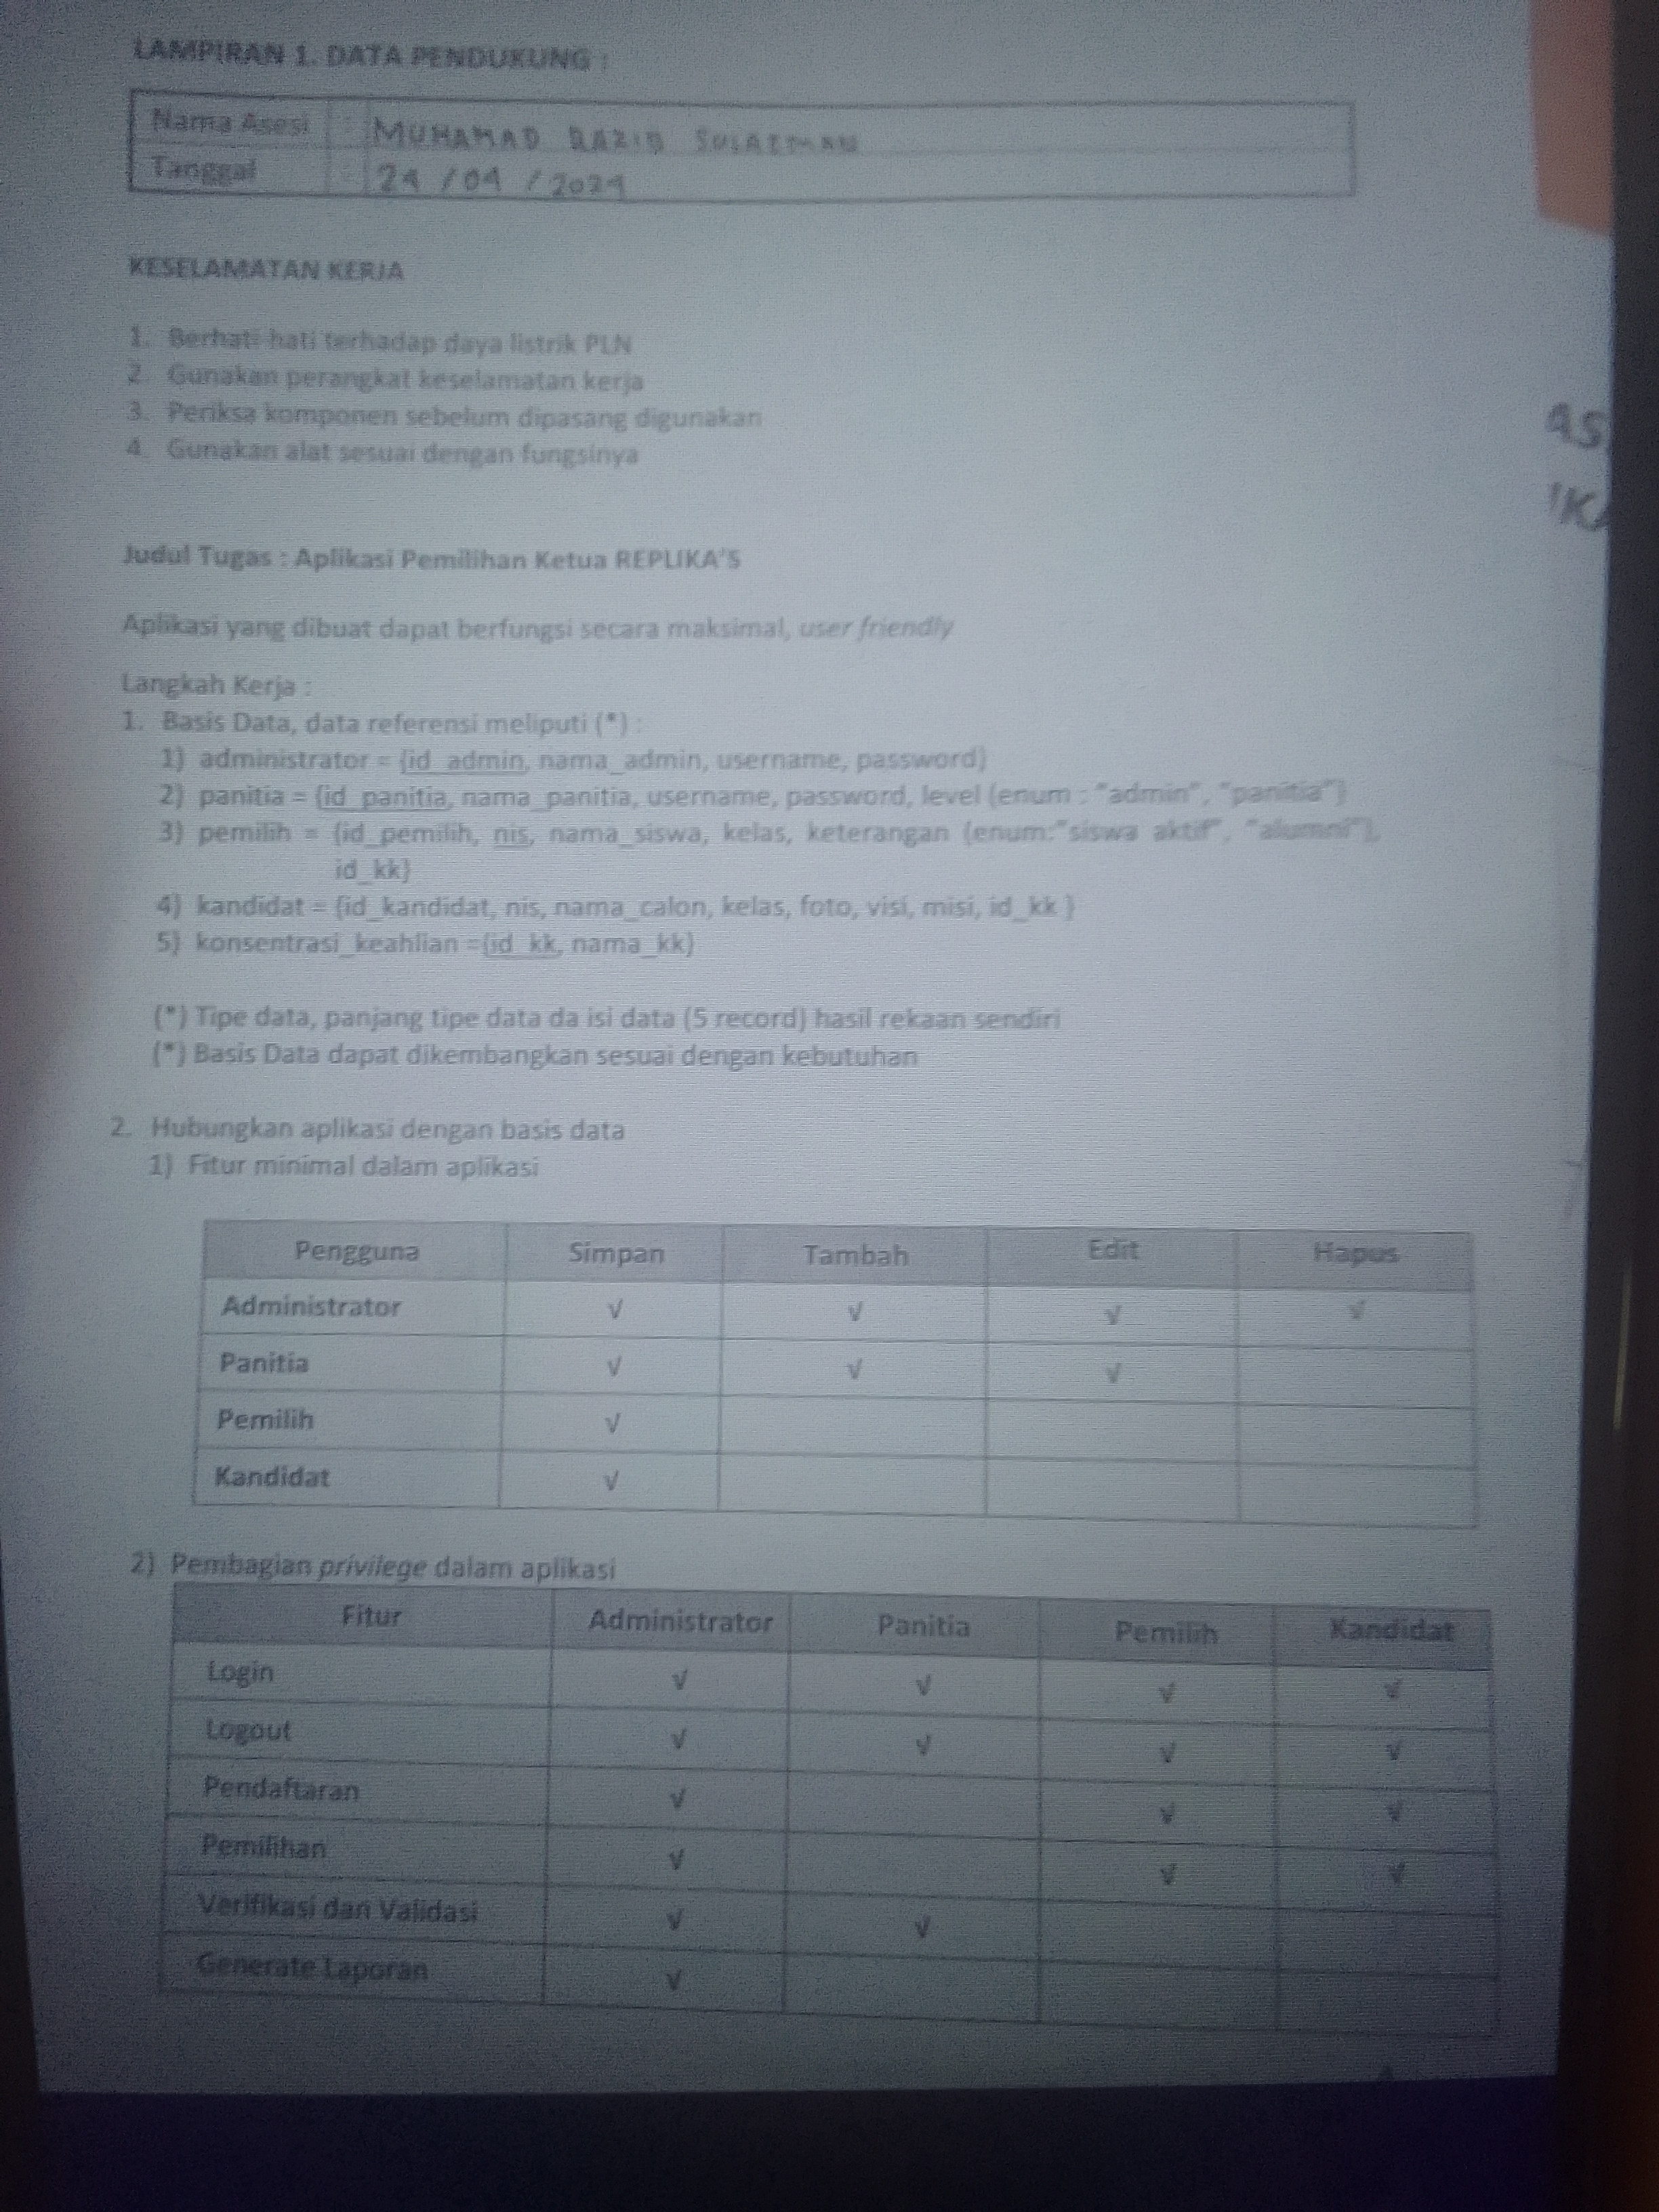 LAMPIRAN 1. DATA PENDUKUNG :
Nama Asesi : MUHAMAD SULAIMAN
Tanggal : 24 / 04 / 2024
KESELAMATAN KERJA
1. Berhati-hati terhadap daya listrik PLN
2. Gunakan perangkat keselamatan kerja
3. Periksa komponen sebelum dipasang digunakan
4. Gunakan alat sesuai dengan fungsinya
Judul Tugas : Aplikasi Pemilihan Ketua REPLIKA'S
Aplikasi yang dibuat dapat berfungsi secara maksimal, user friendly
Langkah Kerja :
1. Basis Data, data referensi meliputi (*) :
1) administrator = {id_admin, nama_admin, username, password}
2) panitia = {id_panitia, nama_panitia, username, password, level (enum : "admin", "panitia"}
3) pemilih = {id_pemilih, nis, nama_siswa, kelas, keterangan (enum:"siswa aktif", "alumni"),
id_kk}
4) kandidat = {id_kandidat, nis, nama_calon, kelas, foto, visi, misi, id_kk }
5) konsentrasi_keahlian ={id_kk, nama_kk}
(*) Tipe data, panjang tipe data da isi data (5 record) hasil rekaan sendiri
(*) Basis Data dapat dikembangkan sesuai dengan kebutuhan
2. Hubungkan aplikasi dengan basis data
1) Fitur minimal dalam aplikasi
Pengguna Simpan Tambah Edit Hapus
Administrator √ √ √ √
Panitia √ √ √
Pemilih √
Kandidat √
2) Pembagian privilege dalam aplikasi
Fitur Administrator Panitia Pemilih Kandidat
Login √ √ √ √
Logout √ √ √ √
Pendaftaran √ √ √
Pemilihan √ √ √
Verifikasi dan Validasi √ √
Generate Laporan √